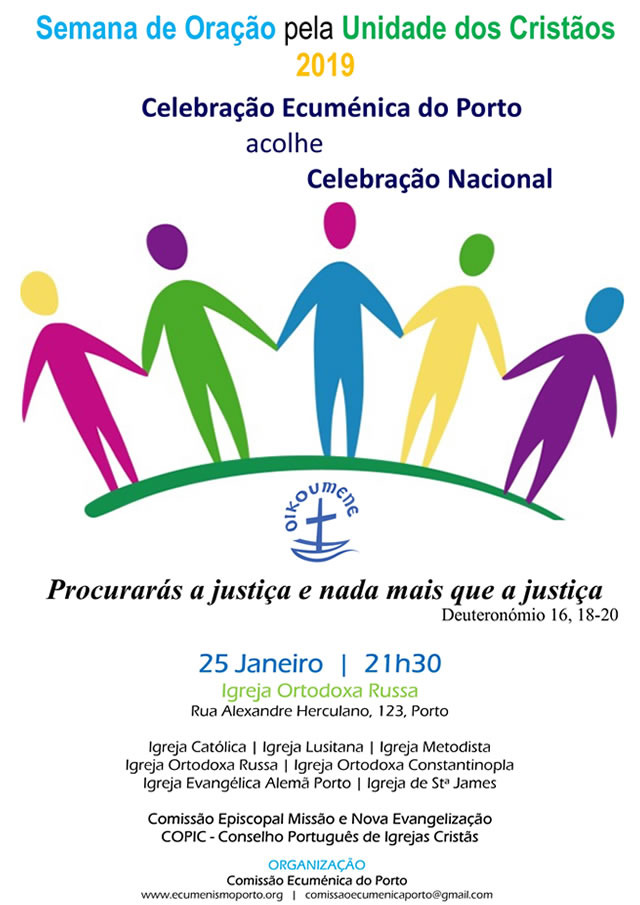 Semana de Oração pela Unidade dos Cristãos
2019
Celebração Ecuménica do Porto
acolhe
Celebração Nacional
OIKOUMENE
Procurarás a justiça e nada mais que a justiça
Deuteronómio 16, 18-20
25 Janeiro | 21h30
Igreja Ortodoxa Russa
Rua Alexandre Herculano, 123, Porto
Igreja Católica | Igreja Lusitana | Igreja Metodista
Igreja Ortodoxa Russa | Igreja Ortodoxa Constantinopla
Igreja Evangélica Alemã Porto | Igreja de Stª James
Comissão Episcopal Missão e Nova Evangelização
COPIC - Conselho Português de Igrejas Cristãs
ORGANIZAÇÃO
Comissão Ecuménica do Porto
www.ecumenismoporto.org | comissaoecumenicaporto@gmail.com